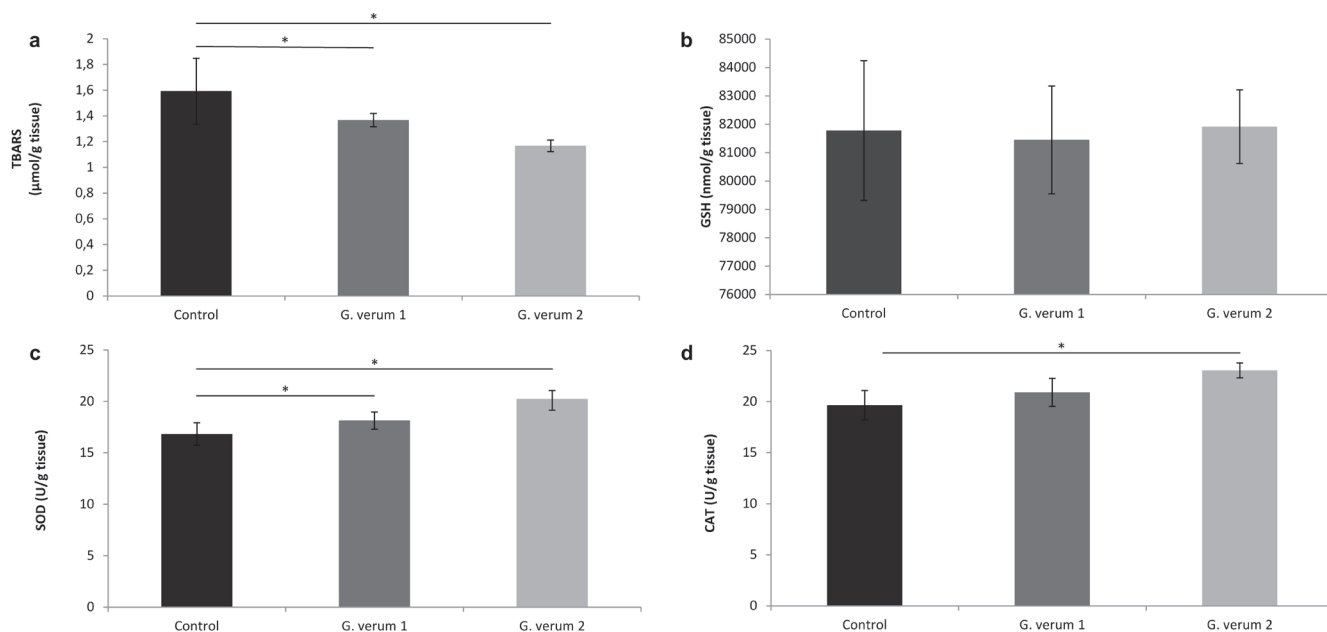 a
*
*
TBARS
(μmol/g tissue)
2
1,8
1,6
1,4
1,2
1
0,8
0,6
0,4
0,2
0
Control
G. verum 1
G. verum 2
b
GSH (nmol/g tissue)
85000
84000
83000
82000
81000
80000
79000
78000
77000
76000
Control
G. verum 1
G. verum 2
c
*
*
SOD (U/g tissue)
25
20
15
10
5
0
Control
G. verum 1
G. verum 2
d
*
CAT (U/g tissue)
25
20
15
10
5
0
Control
G. verum 1
G. verum 2